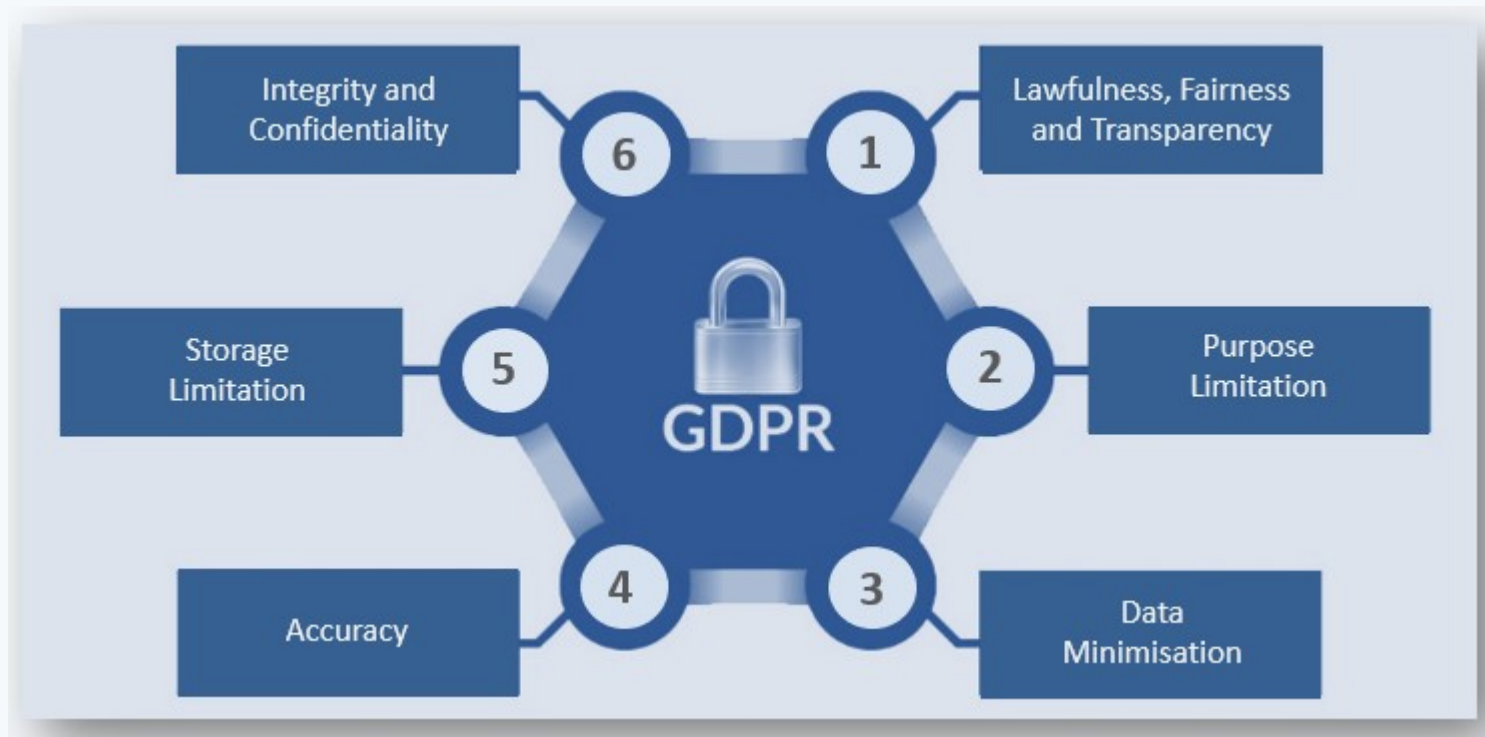 Integrity and
Confidentiality
6
1
Lawfulness, Fairness
and Transparency
Storage
Limitation
5
GDPR
2
Purpose
Limitation
Accuracy
4
3
Data
Minimisation